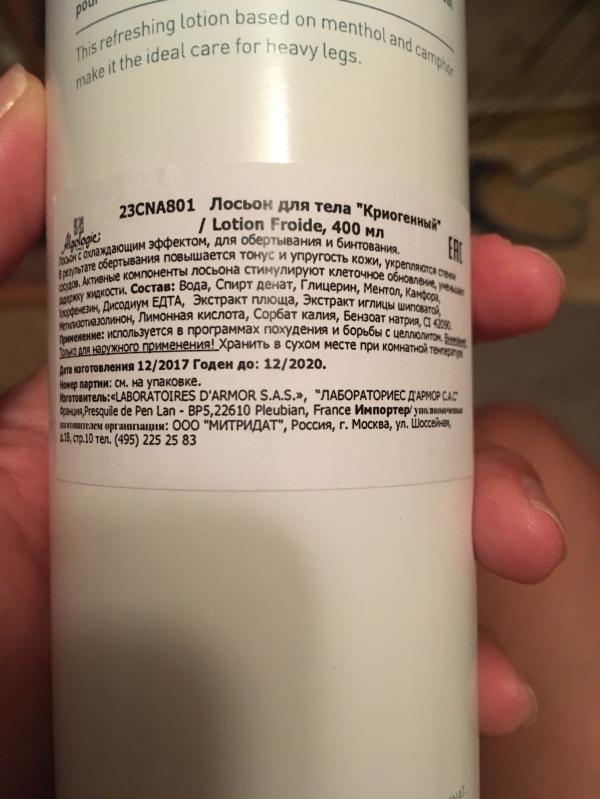 pour
This refreshing lotion based on menthol and camphor
make it the ideal care for heavy legs.
23CNA801 Лосьон для тела "Криогенный"
/ Lotion Froide, 400 мл
Algologie
EAC
Лосьон с охлаждающим эффектом, для обертывания и бинтования.
В результате обертывания повышается тонус и упругость кожи, укрепляются стенки
сосудов. Активные компоненты лосьона стимулируют клеточное обновление, уменьшают
задержку жидкости. Состав: Вода, Спирт денат, Глицерин, Ментол, Камфора,
Хлорфенезин, Дисодиум ЕДТА, Экстракт плюща, Экстракт иглицы шиповатой,
Метилизотиазолинон, Лимонная кислота, Сорбат калия, Бензоат натрия, CI 42090.
Применение: используется в программах похудения и борьбы с целлюлитом. Внимание!
Только для наружного применения! Хранить в сухом месте при комнатной температуре.
Дата изготовления 12/2017 Годен до: 12/2020.
Номер партии: см. на упаковке.
Изготовитель:«LABORATOIRES D'ARMOR S.A.S.», "ЛАБОРАТОРИЕС Д'АРМОР С.А.С"
Франция,Presquile de Pen Lan - BP5,22610 Pleubian, France Импортер/ уполномоченная
изготовителем организация: ООО "МИТРИДАТ", Россия, г. Москва, ул. Шоссейная,
д.1В, стр.10 тел. (495) 225 25 83